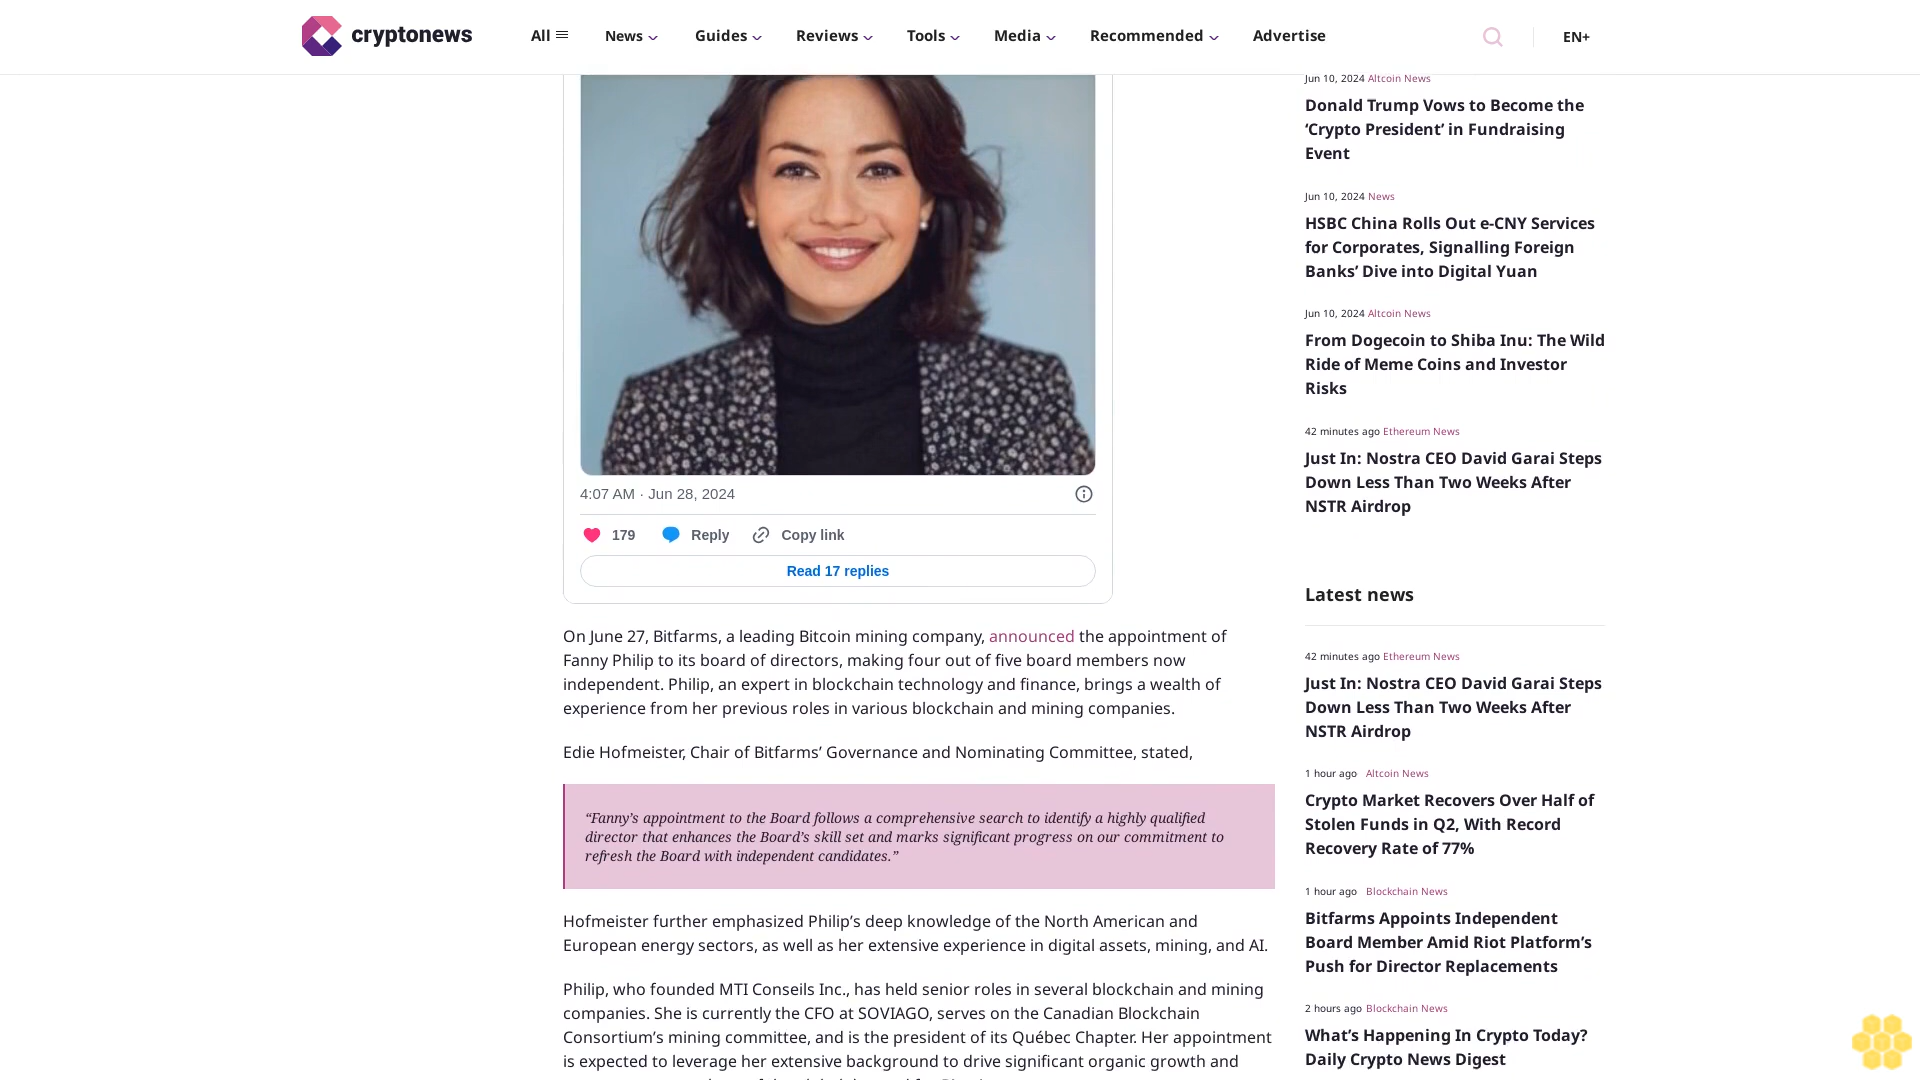 cryptonews
All
News
Guides
Reviews
Tools
Media
Recommended
Advertise
EN+
4:07 AM · Jun 28, 2024
179
Reply
Copy link
Read 17 replies
On June 27, Bitfarms, a leading Bitcoin mining company, announced the appointment of
Fanny Philip to its board of directors, making four out of five board members now
independent. Philip, an expert in blockchain technology and finance, brings a wealth of
experience from her previous roles in various blockchain and mining companies.
Edie Hofmeister, Chair of Bitfarms’ Governance and Nominating Committee, stated,
“Fanny’s appointment to the Board follows a comprehensive search to identify a highly qualified
director that enhances the Board’s skill set and marks significant progress on our commitment to
refresh the Board with independent candidates.”
Hofmeister further emphasized Philip’s deep knowledge of the North American and
European energy sectors, as well as her extensive experience in digital assets, mining, and AI.
Philip, who founded MTI Conseils Inc., has held senior roles in several blockchain and mining
companies. She is currently the CFO at SOVIAGO, serves on the Canadian Blockchain
Consortium’s mining committee, and is the president of its Québec Chapter. Her appointment
is expected to leverage her extensive background to drive significant organic growth and
Jun 10, 2024 Altcoin News
Donald Trump Vows to Become the
‘Crypto President’ in Fundraising
Event
Jun 10, 2024 News
HSBC China Rolls Out e-CNY Services
for Corporates, Signalling Foreign
Banks’ Dive into Digital Yuan
Jun 10, 2024 Altcoin News
From Dogecoin to Shiba Inu: The Wild
Ride of Meme Coins and Investor
Risks
42 minutes ago Ethereum News
Just In: Nostra CEO David Garai Steps
Down Less Than Two Weeks After
NSTR Airdrop
Latest news
42 minutes ago Ethereum News
Just In: Nostra CEO David Garai Steps
Down Less Than Two Weeks After
NSTR Airdrop
1 hour ago Altcoin News
Crypto Market Recovers Over Half of
Stolen Funds in Q2, With Record
Recovery Rate of 77%
1 hour ago Blockchain News
Bitfarms Appoints Independent
Board Member Amid Riot Platform’s
Push for Director Replacements
2 hours ago Blockchain News
What’s Happening In Crypto Today?
Daily Crypto News Digest